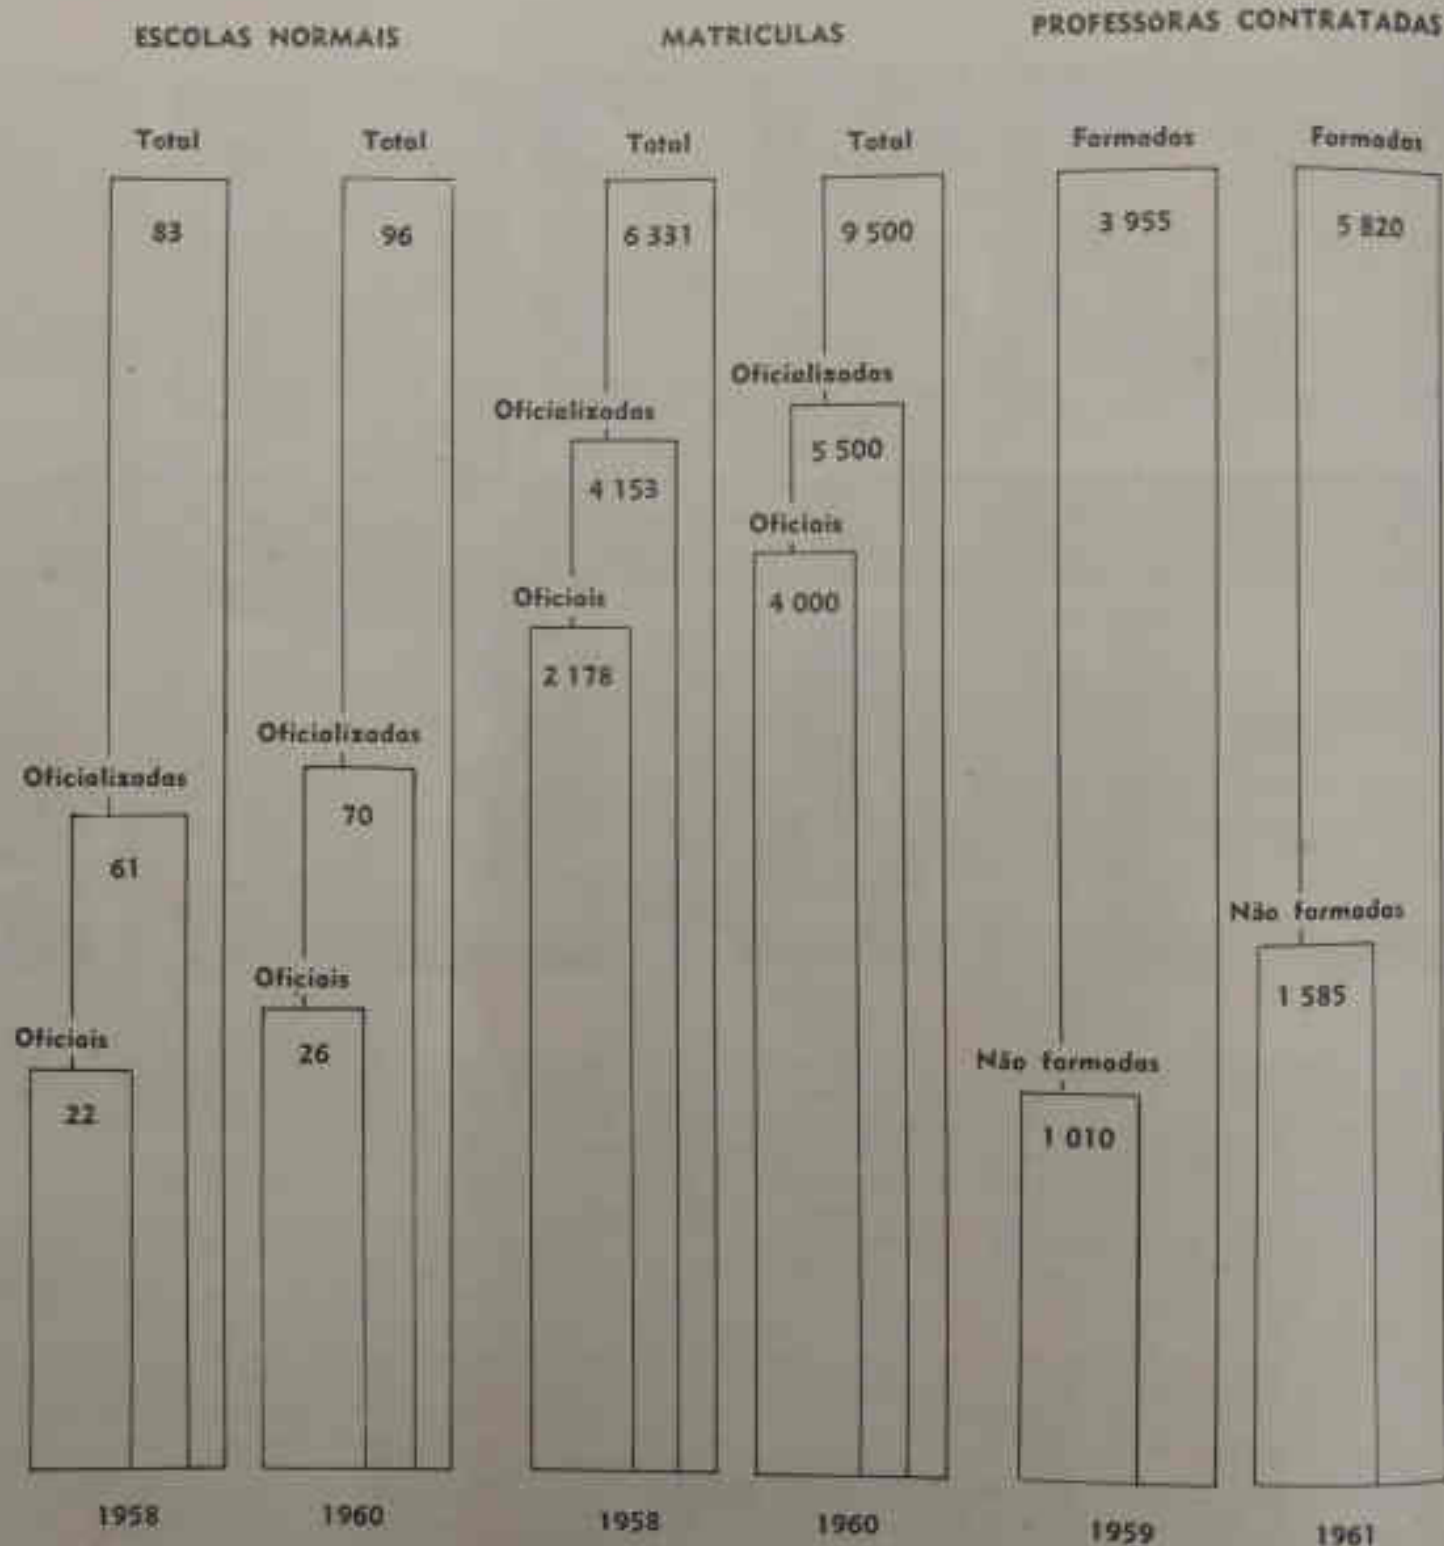 ESCOLAS NORMAIS
Total
Total
83
96
Oficializadas
70
Oficializadas
61
Oficiais
26
Oficiais
22
1958
1960
MATRICULAS
Total
Total
6 331
9 500
Oficializadas
5 500
Oficializadas
4 153
Oficiais
4 000
Oficiais
2 178
1958
1960
PROFESSORAS CONTRATADAS
Formadas
Formadas
3 955
5 820
Não formadas
1 585
Não formadas
1 010
1959
1961